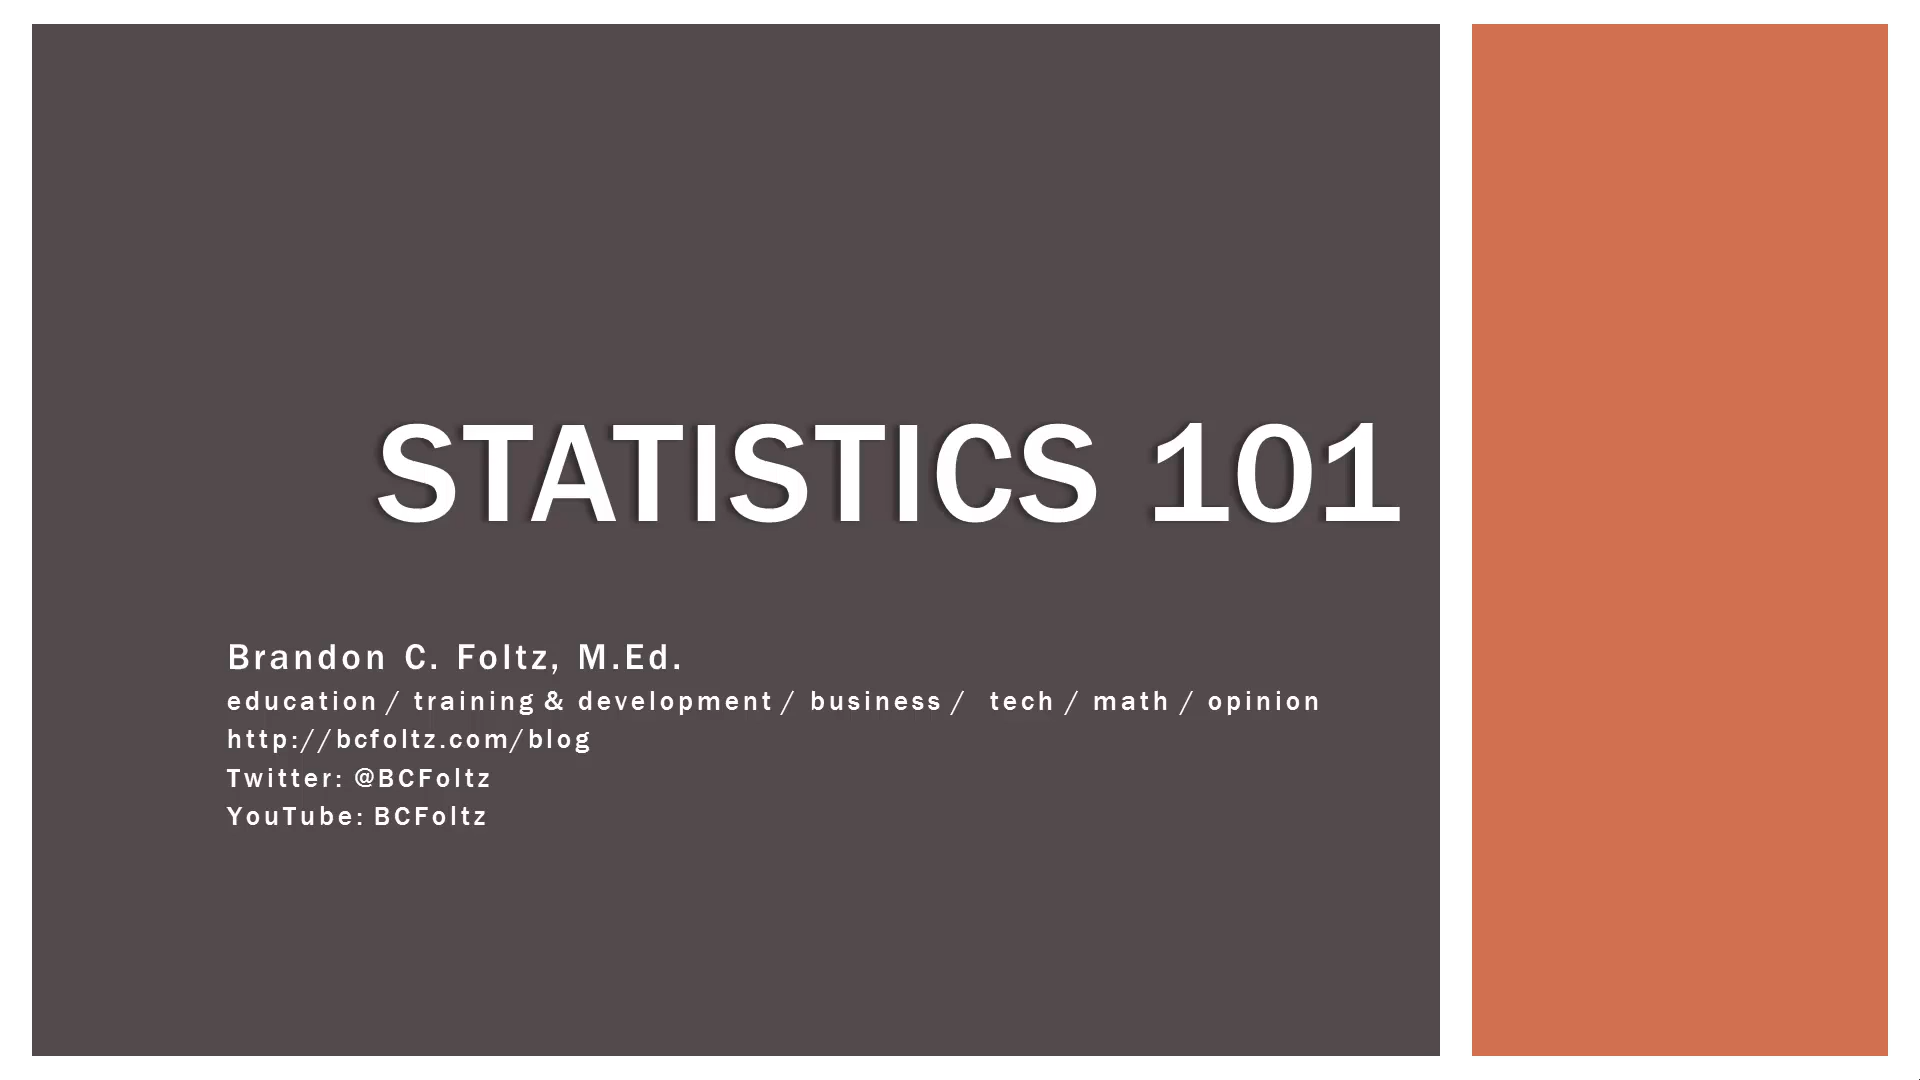 STATISTICS 101
Brandon C. Foltz, M.Ed.
education / training & development / business / tech / math / opinion
http://bcfoltz.com/blog
Twitter: @BCFoltz
YouTube: BCFoltz